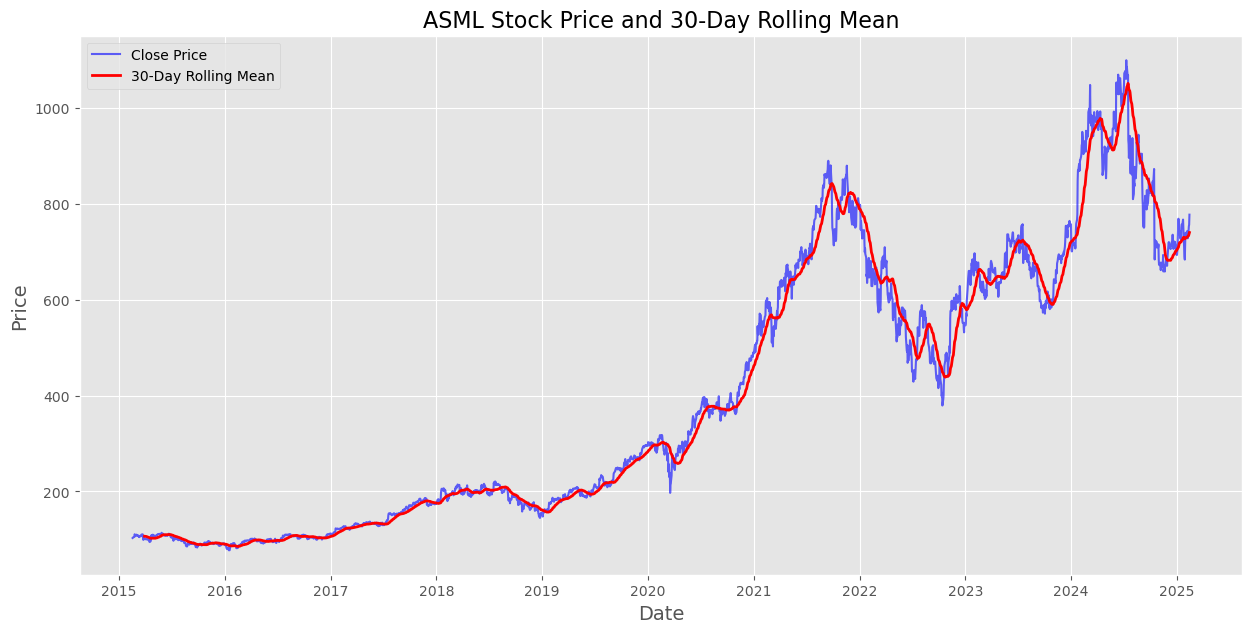 ASML Stock Price and 30-Day Rolling Mean
Close Price
30-Day Rolling Mean
Price
1000
800
600
400
200
2015 2016 2017 2018 2019 2020 2021 2022 2023 2024 2025
Date